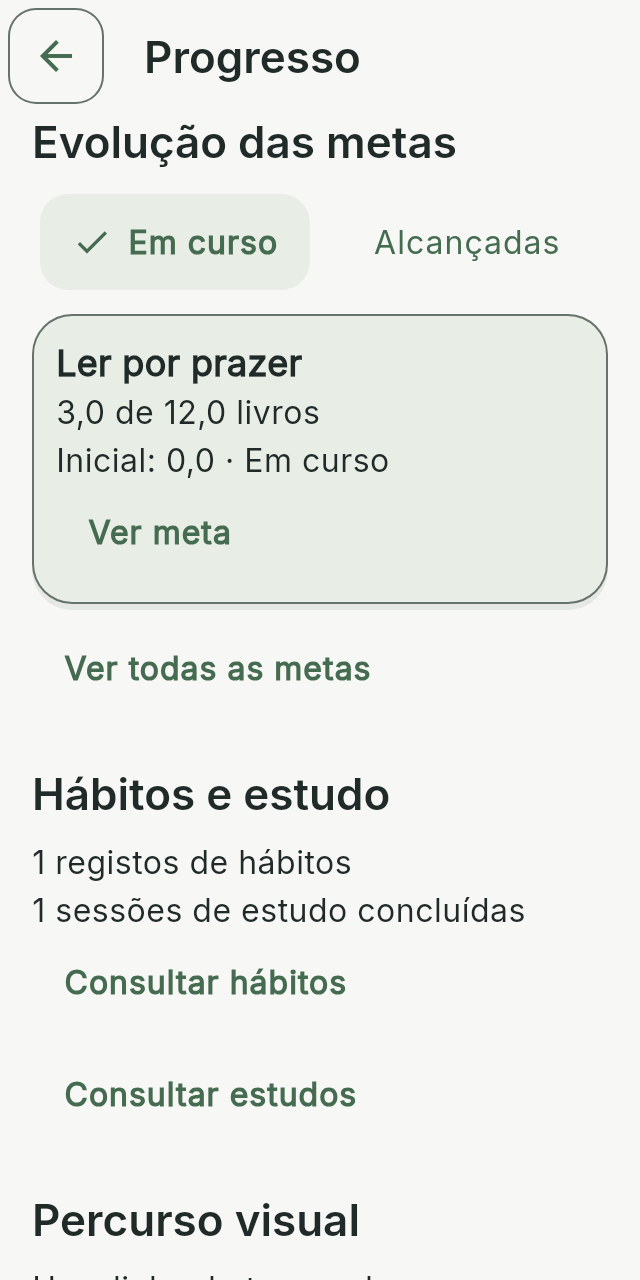 Progresso
Evolução das metas
Em curso
Alcançadas
Ler por prazer
3,0 de 12,0 livros
Inicial: 0,0 · Em curso
Ver meta
Ver todas as metas
Hábitos e estudo
1 registos de hábitos
1 sessões de estudo concluídas
Consultar hábitos
Consultar estudos
Percurso visual